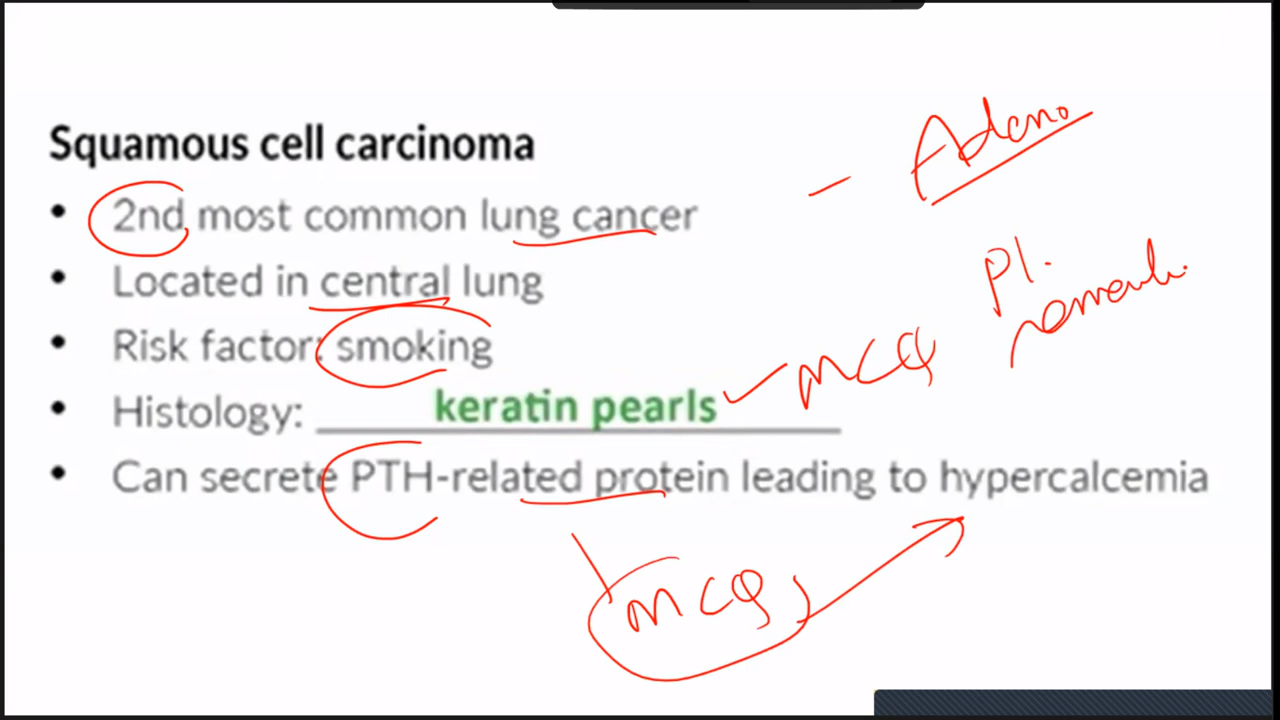 Squamous cell carcinoma
• 2nd most common lung cancer
– Adeno
• Located in central lung
pl.
• Risk factor: smoking
• Histology: keratin pearls
MCQ
• Can secrete PTH-related protein leading to hypercalcemia
MCQ